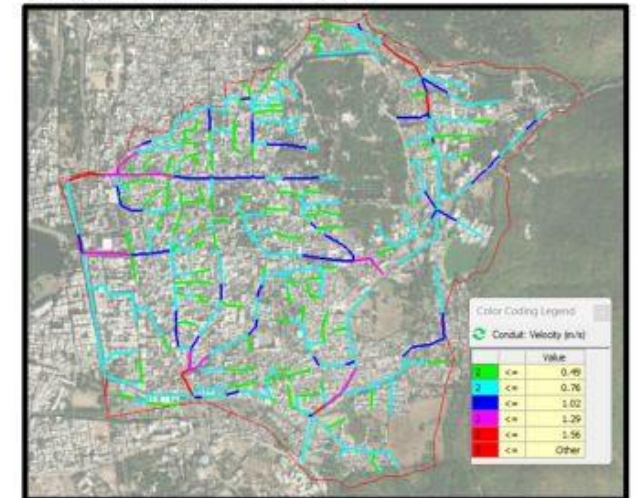 Color Coding Legend
Conduit: Velocity (m/s)
Value
<= 0.49
<= 0.76
<= 1.02
<= 1.29
<= 1.56
<= Other